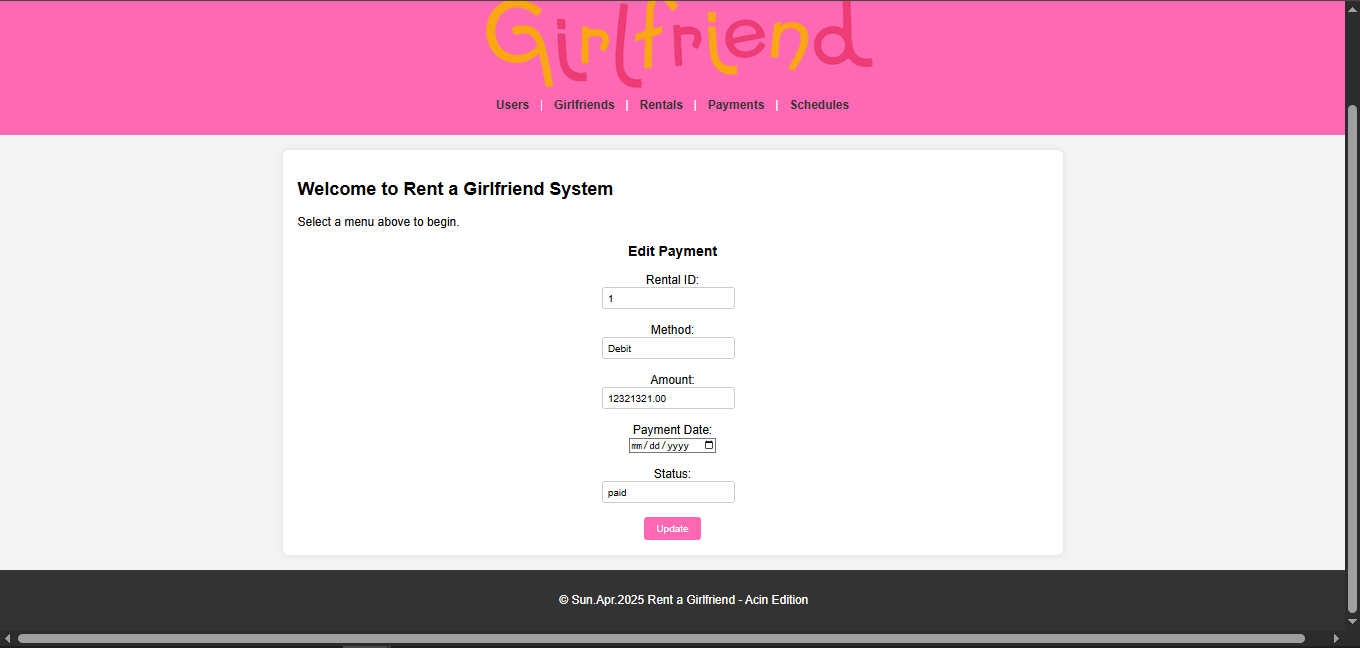 Girlfriend
Users | Girlfriends | Rentals | Payments | Schedules
Welcome to Rent a Girlfriend System
Select a menu above to begin.
Edit Payment
Rental ID:
1
Method:
Debit
Amount:
12321321.00
Payment Date:
mm/dd/yyyy
Status:
paid
Update
© Sun.Apr.2025 Rent a Girlfriend - Acin Edition